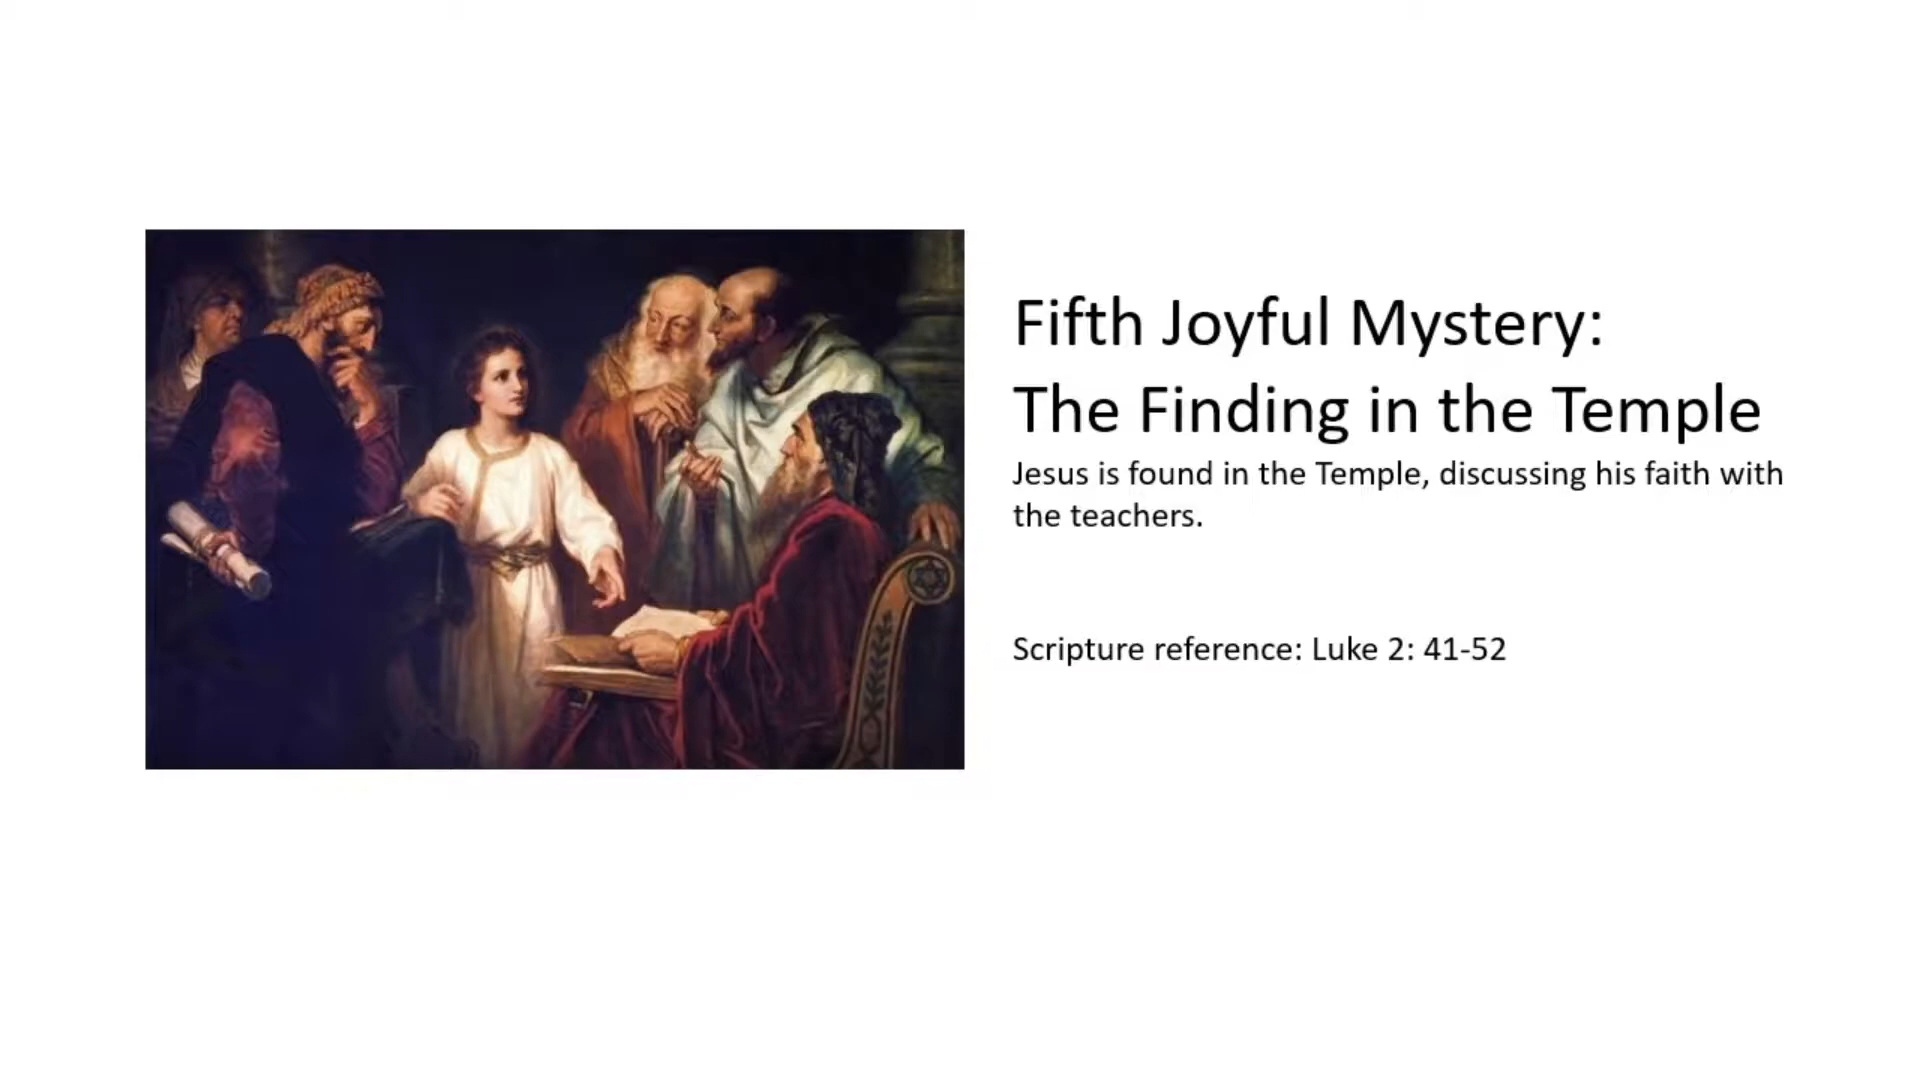 Fifth Joyful Mystery:
The Finding in the Temple
Jesus is found in the Temple, discussing his faith with
the teachers.
Scripture reference: Luke 2: 41-52